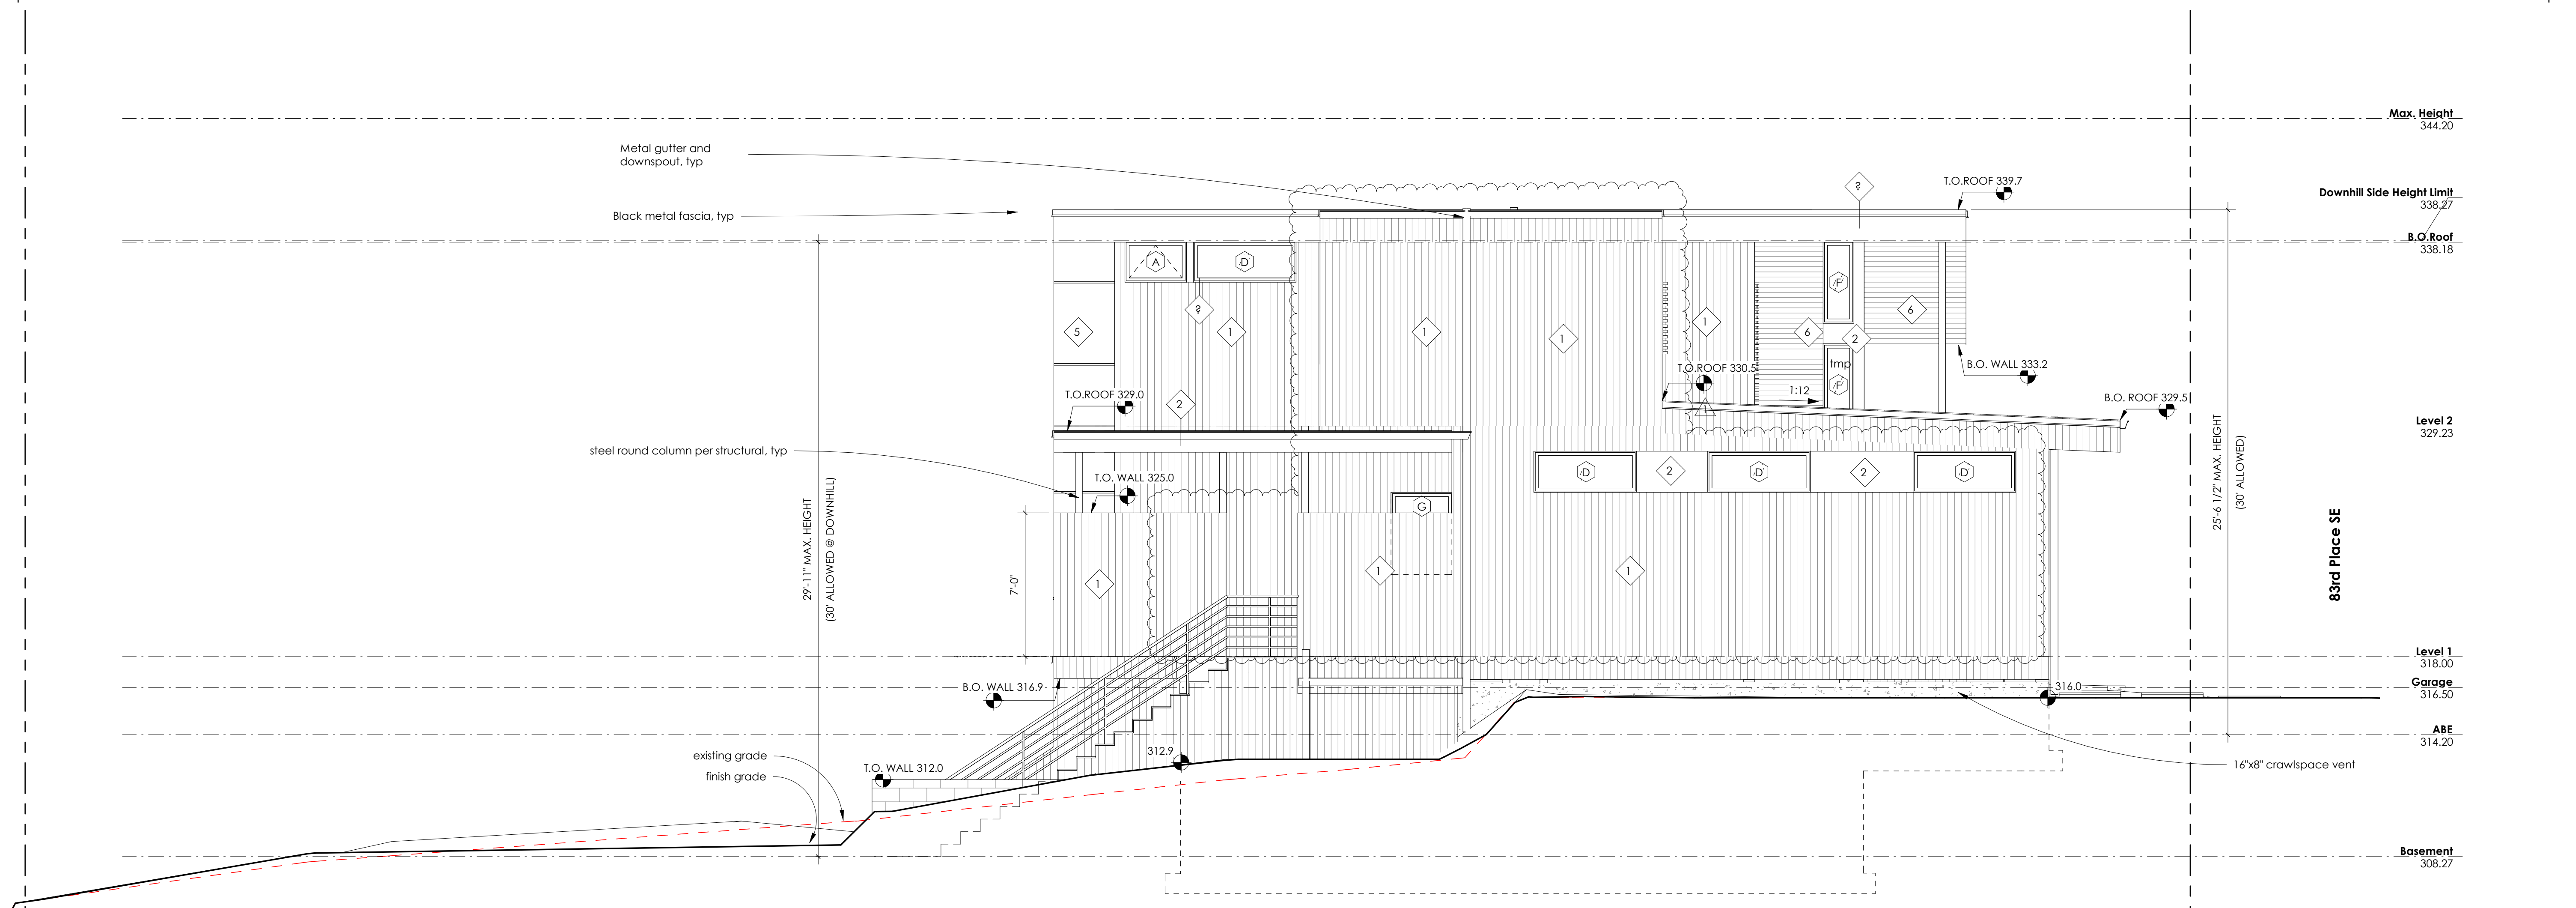 Max. Height
344.20
Metal gutter and
downspout, typ
?
T.O.ROOF 339.7
Downhill Side Height Limit
338.27
Black metal fascia, typ
B.O.Roof
338.18
A
D
F
?
5
1
1
1
1
6
2
6
tmp
F
T.O.ROOF 330.5
B.O. WALL 333.2
1:12
T.O.ROOF 329.0
2
1
B.O. ROOF 329.5
Level 2
329.23
steel round column per structural, typ
T.O. WALL 325.0
D
2
D
2
D
G
29'-11" MAX. HEIGHT
(30' ALLOWED @ DOWNHILL)
7'-0"
1
1
1
25'-6 1/2" MAX. HEIGHT
(30' ALLOWED)
83rd Place SE
Level 1
318.00
B.O. WALL 316.9
316.0
Garage
316.50
ABE
314.20
existing grade
finish grade
T.O. WALL 312.0
312.9
16"x8" crawlspace vent
Basement
308.27